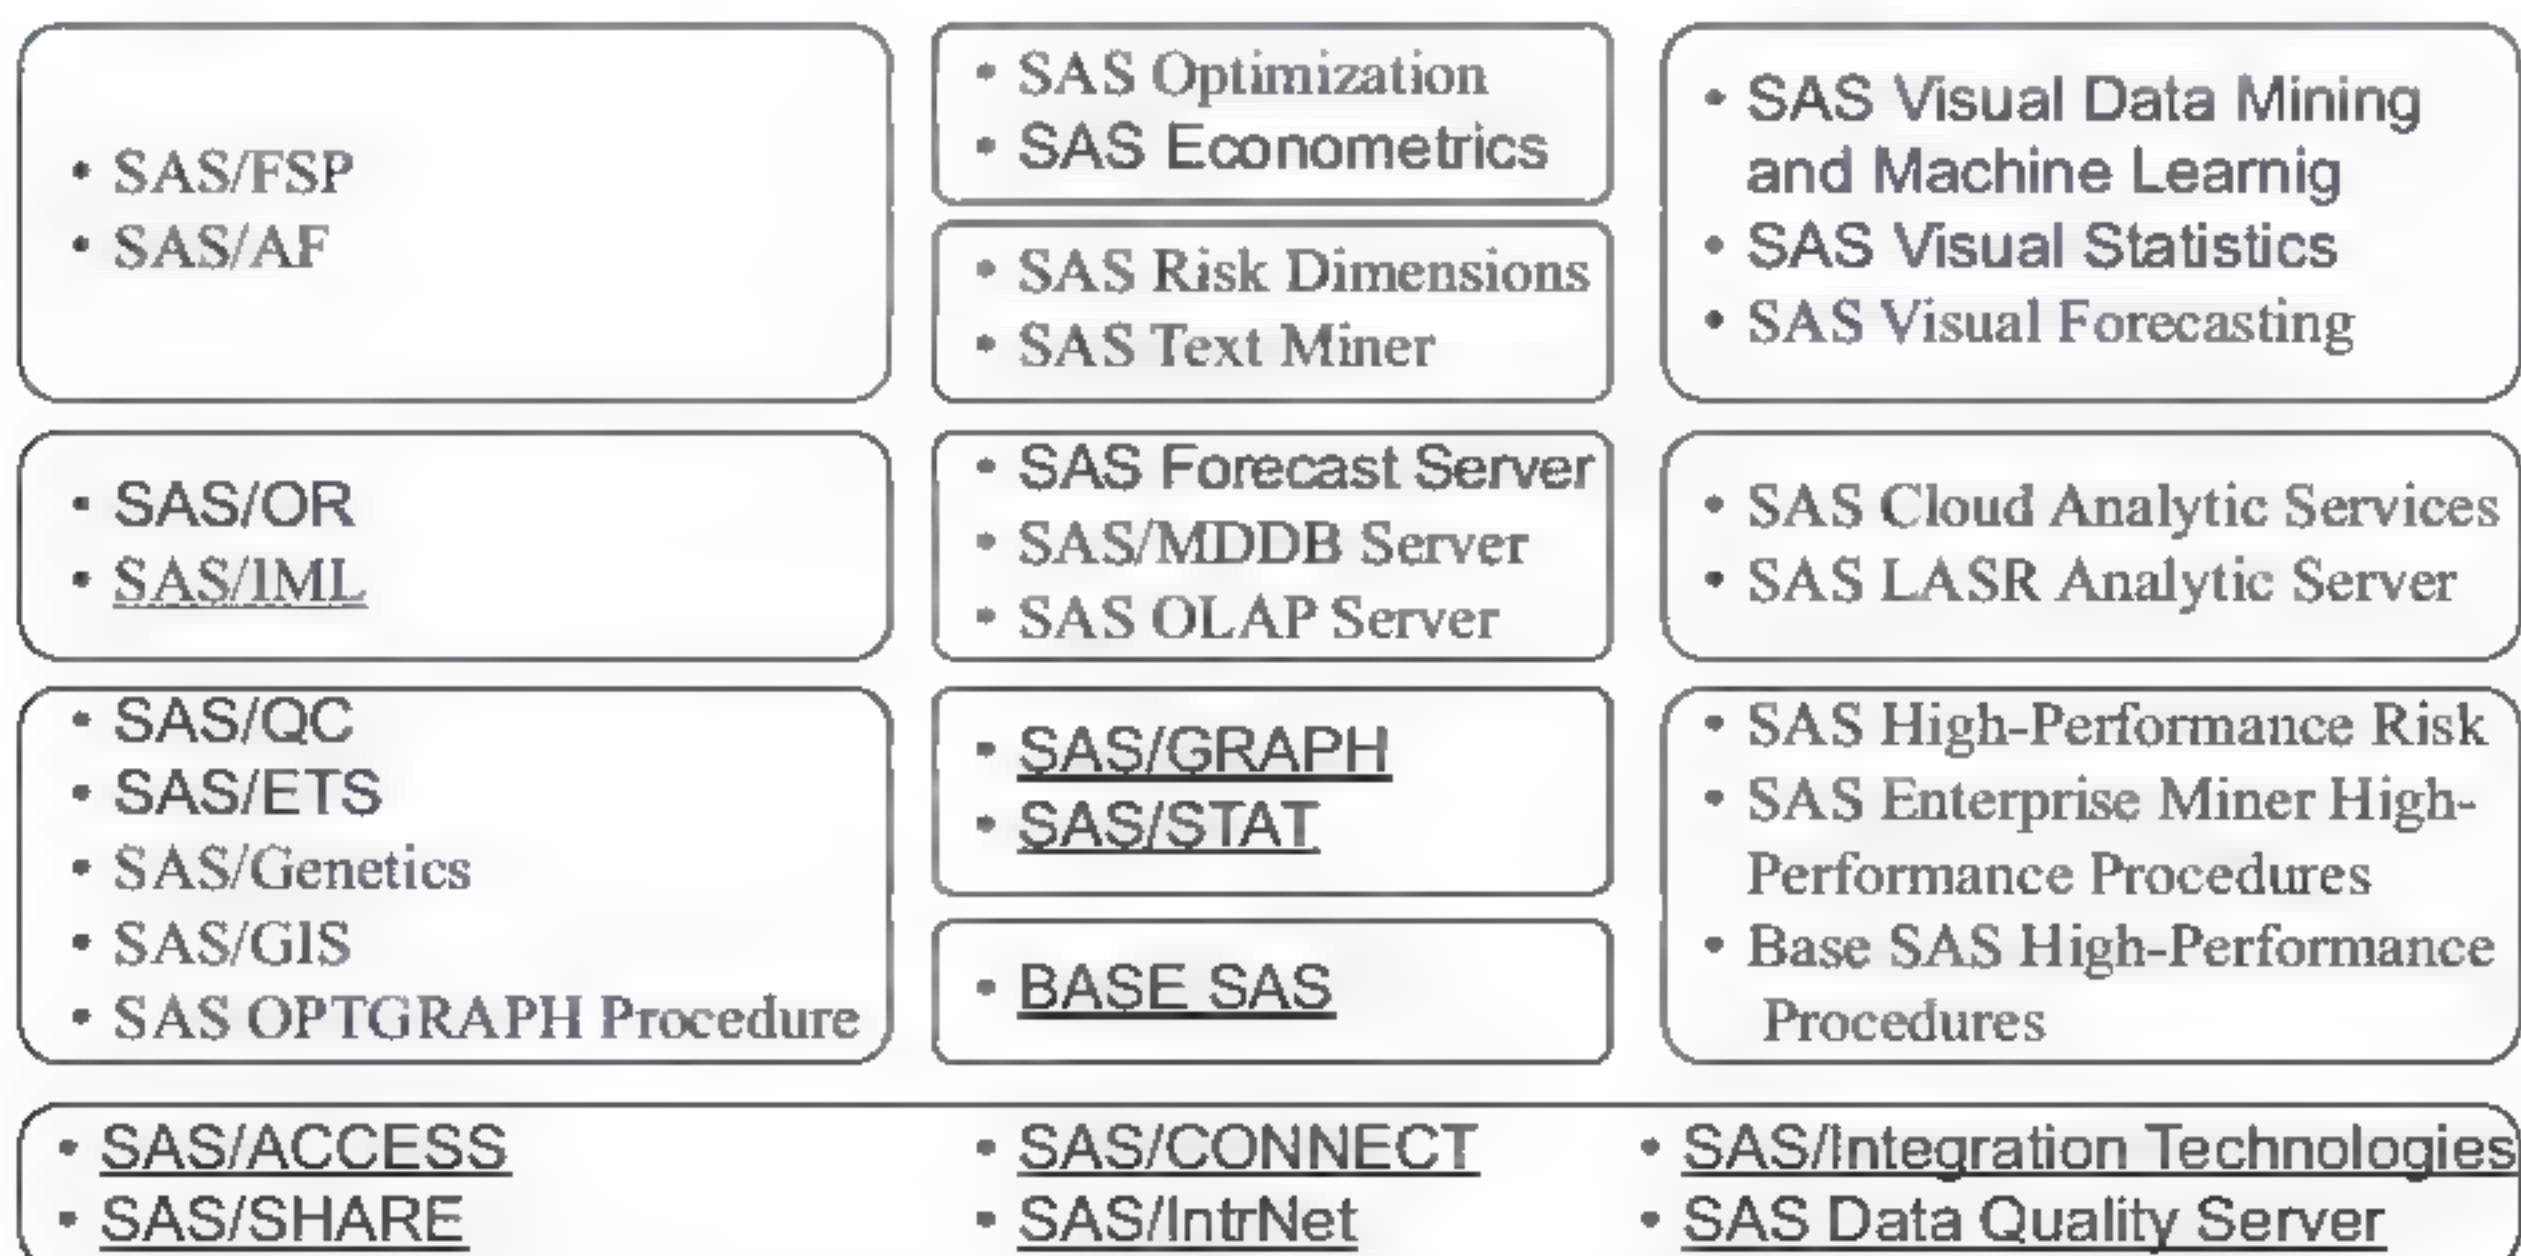 • SAS/FSP
• SAS/AF
• SAS Optimization
• SAS Econometrics
• SAS Risk Dimensions
• SAS Text Miner
• SAS Visual Data Mining
and Machine Learnig
• SAS Visual Statistics
• SAS Visual Forecasting
• SAS/OR
• SAS/IML
• SAS Forecast Server
• SAS/MDDB Server
• SAS OLAP Server
• SAS Cloud Analytic Services
• SAS LASR Analytic Server
• SAS/QC
• SAS/ETS
• SAS/Genetics
• SAS/GIS
• SAS OPTGRAPH Procedure
• SAS/GRAPH
• SAS/STAT
• BASE SAS
• SAS High-Performance Risk
• SAS Enterprise Miner High-
Performance Procedures
• Base SAS High-Performance
Procedures
• SAS/ACCESS
• SAS/SHARE
• SAS/CONNECT
• SAS/IntrNet
• SAS/Integration Technologies
• SAS Data Quality Server